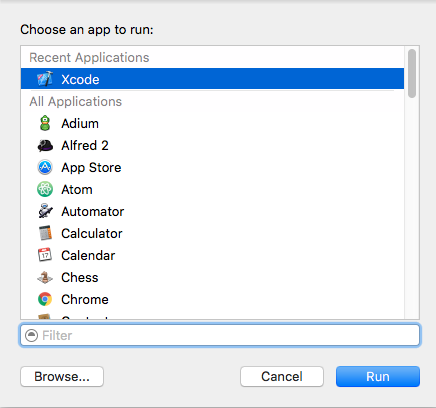 Choose an app to run:
Recent Applications
Xcode
All Applications
Adium
Alfred 2
App Store
Atom
Automator
Calculator
17
Calendar
Chess
Chrome
Filter
Browse... Cancel Run